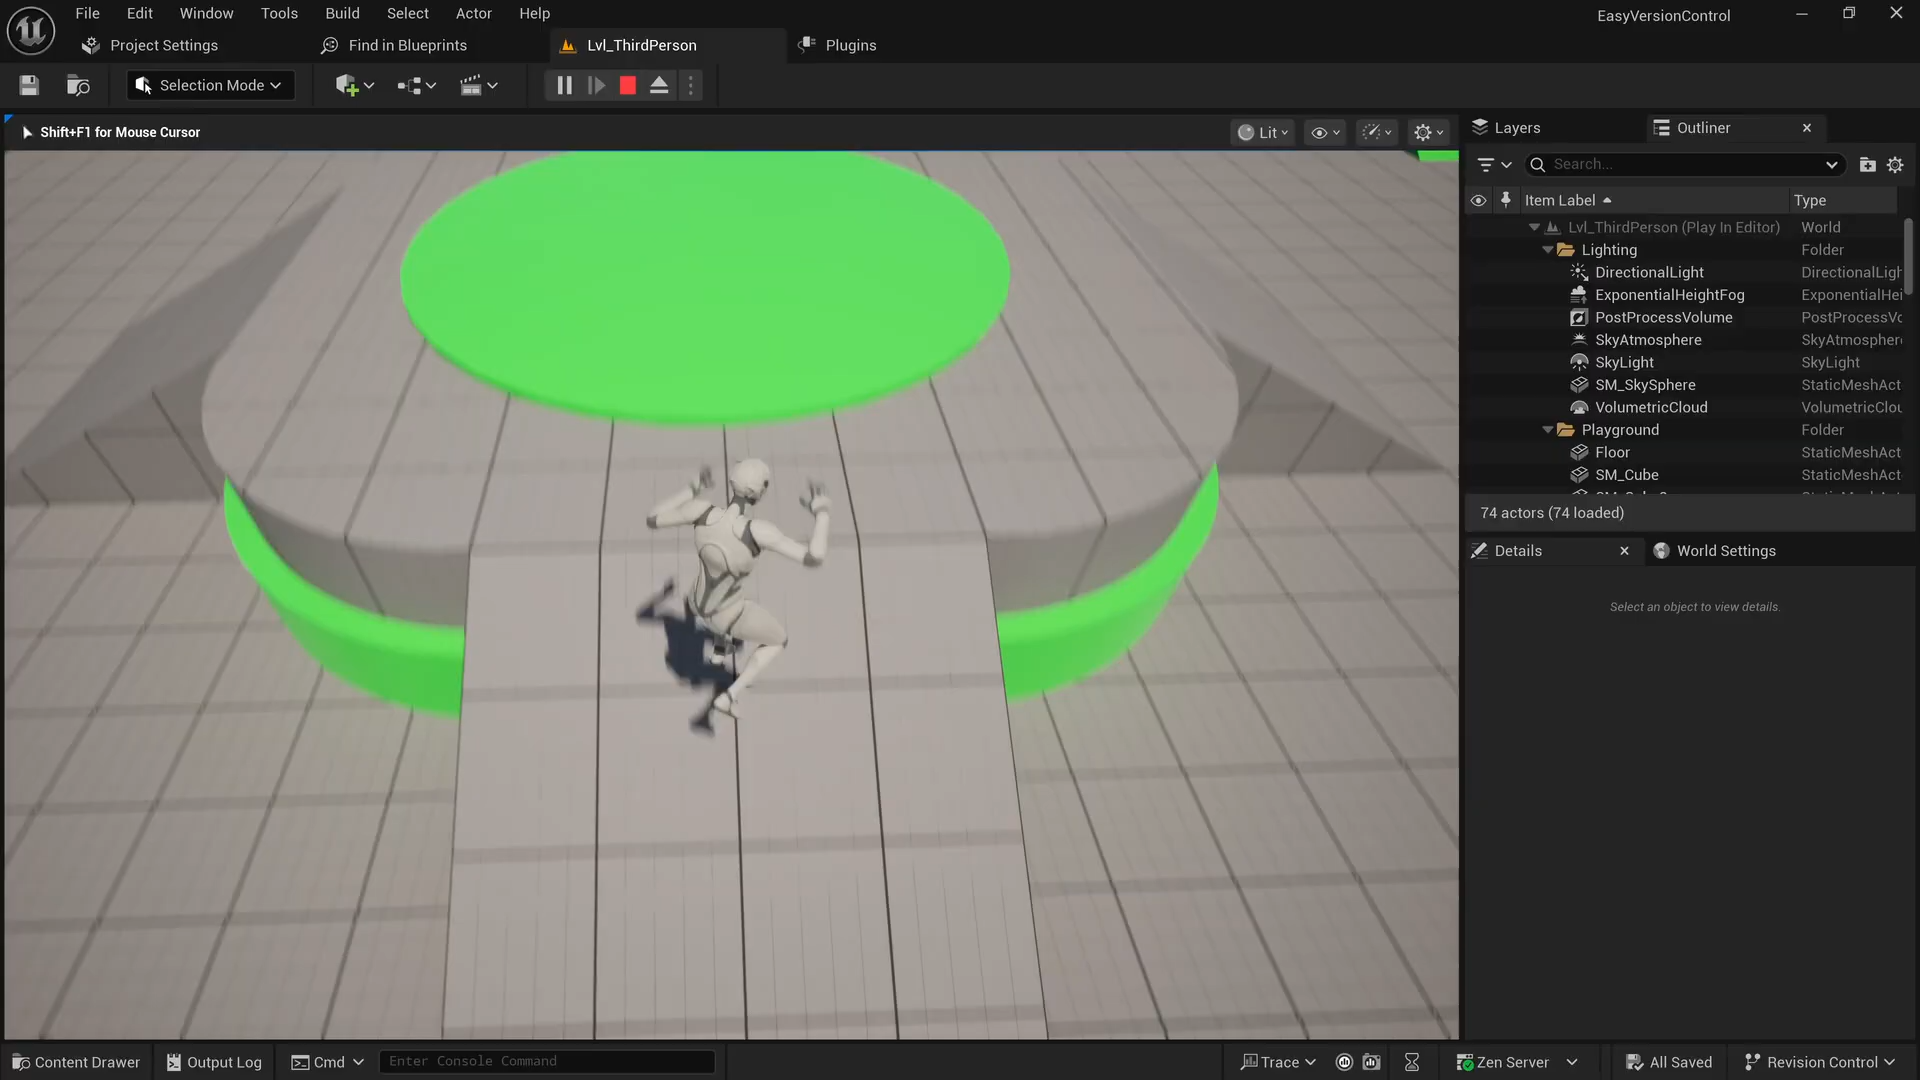 File Edit Window Tools Build Select Actor Help
EasyVersionControl
Project Settings
Find in Blueprints
Lvl_ThirdPerson
Plugins
Selection Mode
Shift+F1 for Mouse Cursor
Lit
Layers
Outliner
Search...
Item Label
Type
Lvl_ThirdPerson (Play In Editor) World
Lighting Folder
DirectionalLight DirectionalLigh
ExponentialHeightFog ExponentialHei
PostProcessVolume PostProcessVo
SkyAtmosphere SkyAtmospher
SkyLight SkyLight
SM_SkySphere StaticMeshAct
VolumetricCloud VolumetricClou
Playground Folder
Floor StaticMeshAct
SM_Cube StaticMeshAct
74 actors (74 loaded)
Details
World Settings
Select an object to view details.
Content Drawer
Output Log
Cmd
Enter Console Command
Trace
Zen Server
All Saved
Revision Control